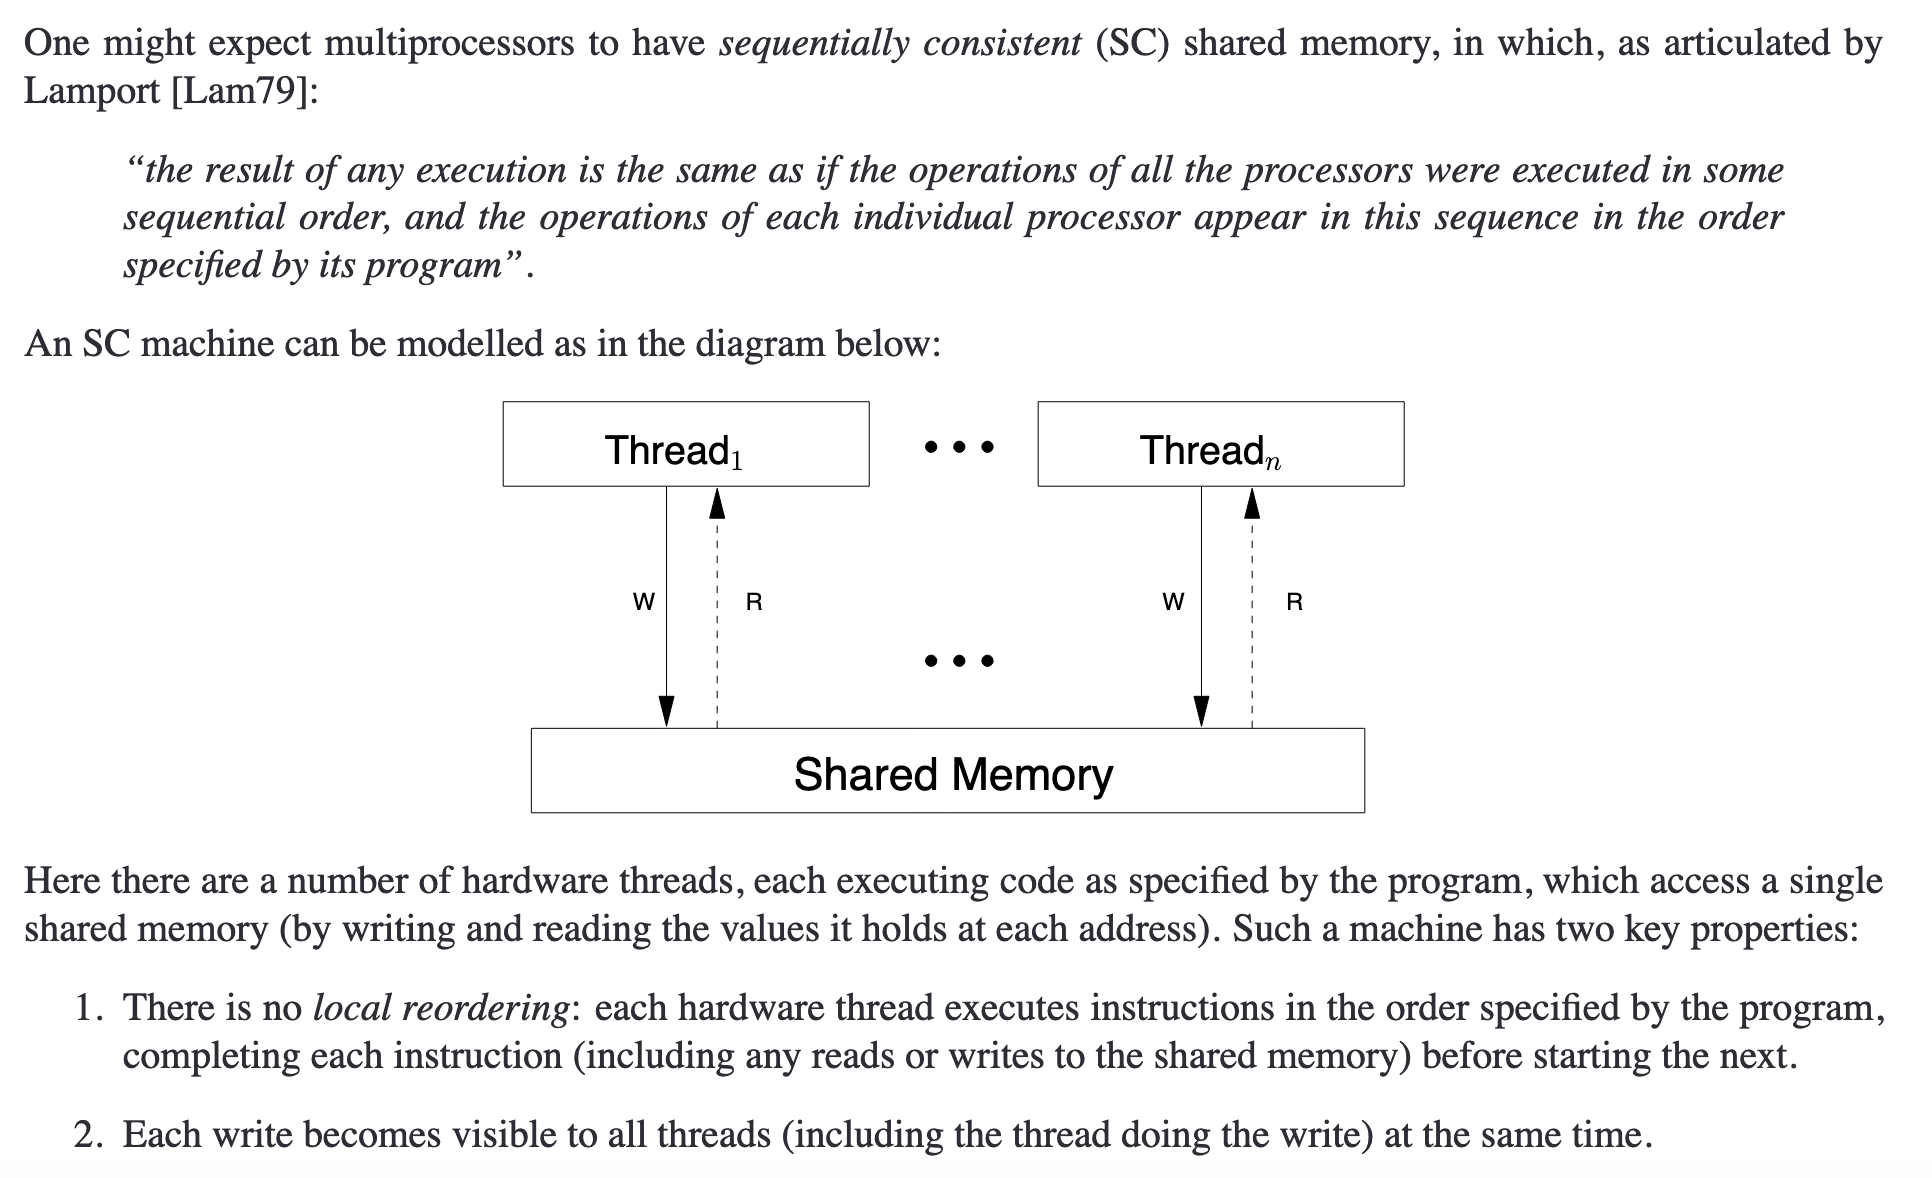 One might expect multiprocessors to have sequentially consistent (SC) shared memory, in which, as articulated by
Lamport [Lam79]:
“the result of any execution is the same as if the operations of all the processors were executed in some
sequential order, and the operations of each individual processor appear in this sequence in the order
specified by its program”.
An SC machine can be modelled as in the diagram below:
Thread1 • • • Threadn
W R W R
• • •
Shared Memory
Here there are a number of hardware threads, each executing code as specified by the program, which access a single
shared memory (by writing and reading the values it holds at each address). Such a machine has two key properties:
1. There is no local reordering: each hardware thread executes instructions in the order specified by the program,
completing each instruction (including any reads or writes to the shared memory) before starting the next.
2. Each write becomes visible to all threads (including the thread doing the write) at the same time.